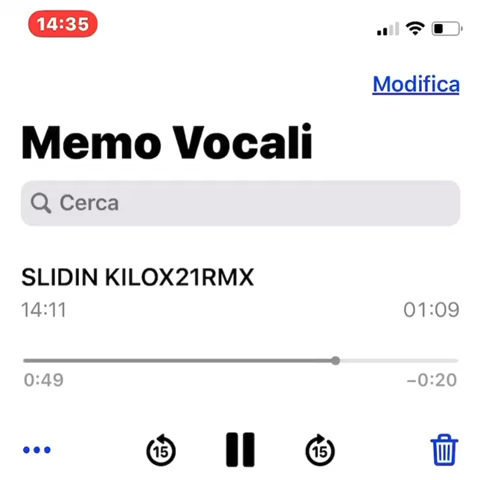 14:35
Modifica
Memo Vocali
Cerca
SLIDIN KILOX21RMX
14:11 01:09
0:49 −0:20
15 15